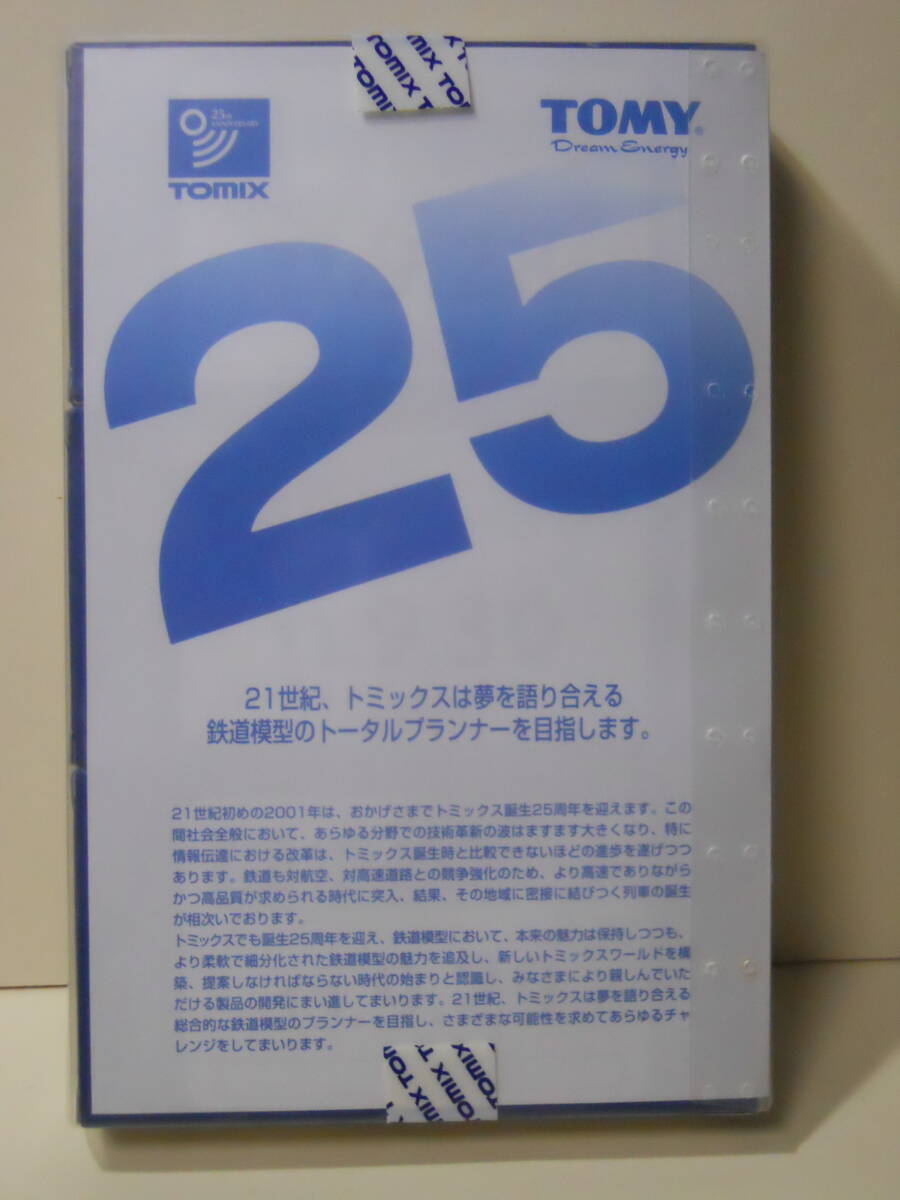 TOMIX TOMIX TOMIX
25th
ANNIVERSARY
TOMIX
TOMY®
Dream Energy
25
21世紀、トミックスは夢を語り合える
鉄道模型のトータルプランナーを目指します。
21世紀初めの2001年は、おかげさまでトミックス誕生25周年を迎えます。この
間社会全般において、あらゆる分野での技術革新の波はますます大きくなり、特に
情報伝達における改革は、トミックス誕生時と比較できないほどの進歩を遂げつつ
あります。鉄道も対航空、対高速道路との競争強化のため、より高速でありながら
かつ高品質が求められる時代に突入、結果、その地域に密接に結びつく列車の誕生
が相次いでおります。
トミックスでも誕生25周年を迎え、鉄道模型において、本来の魅力は保持しつつも、
より柔軟で細分化された鉄道模型の魅力を追及し、新しいトミックスワールドを構
築、提案しなければならない時代の始まりと認識し、みなさまにより親しんでいた
だける製品の開発にまい進してまいります。21世紀、トミックスは夢を語り合える
総合的な鉄道模型のプランナーを目指し、さまざまな可能性を求めてあらゆるチャ
レンジをしてまいります。
TOMIX TOMIX TOMIX